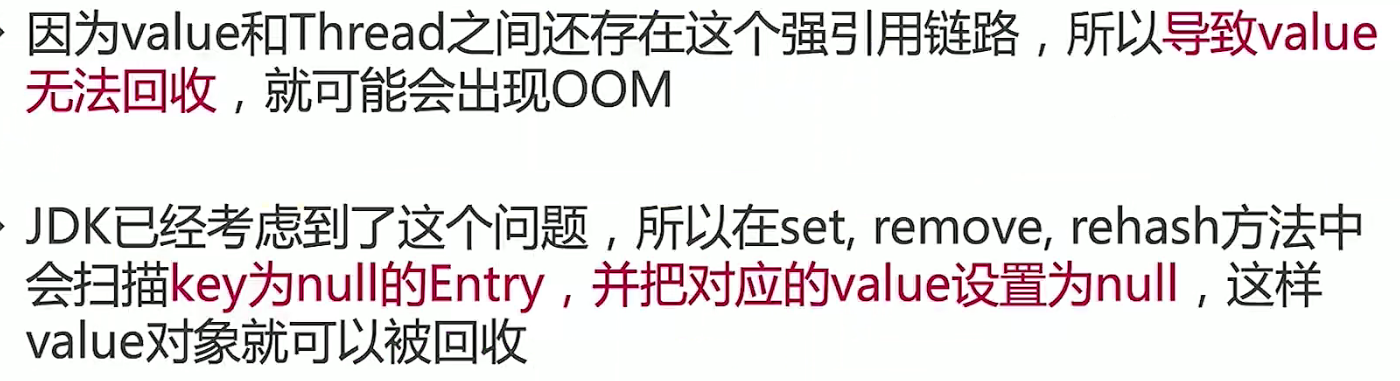 因为value和Thread之间还存在这个强引用链路，所以导致value
无法回收，就可能会出现OOM
JDK已经考虑到了这个问题，所以在set, remove, rehash方法中
会扫描key为null的Entry，并把对应的value设置为null，这样
value对象就可以被回收